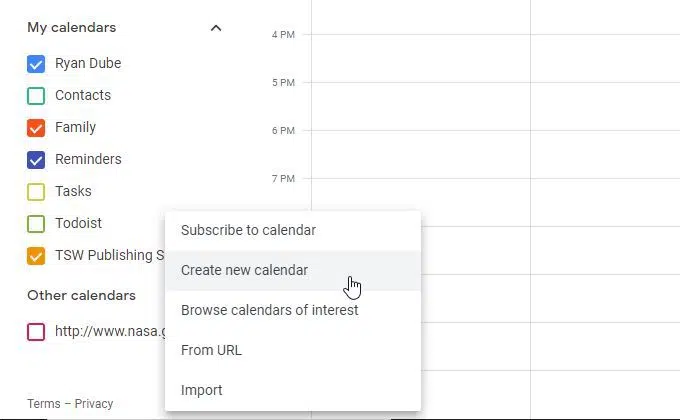 My calendars
Ryan Dube
Contacts
Family
Reminders
Tasks
Todoist
TSW Publishing S
Other calendars
http://www.nasa.g
Terms – Privacy
4 PM
5 PM
6 PM
7 PM
Subscribe to calendar
Create new calendar
Browse calendars of interest
From URL
Import